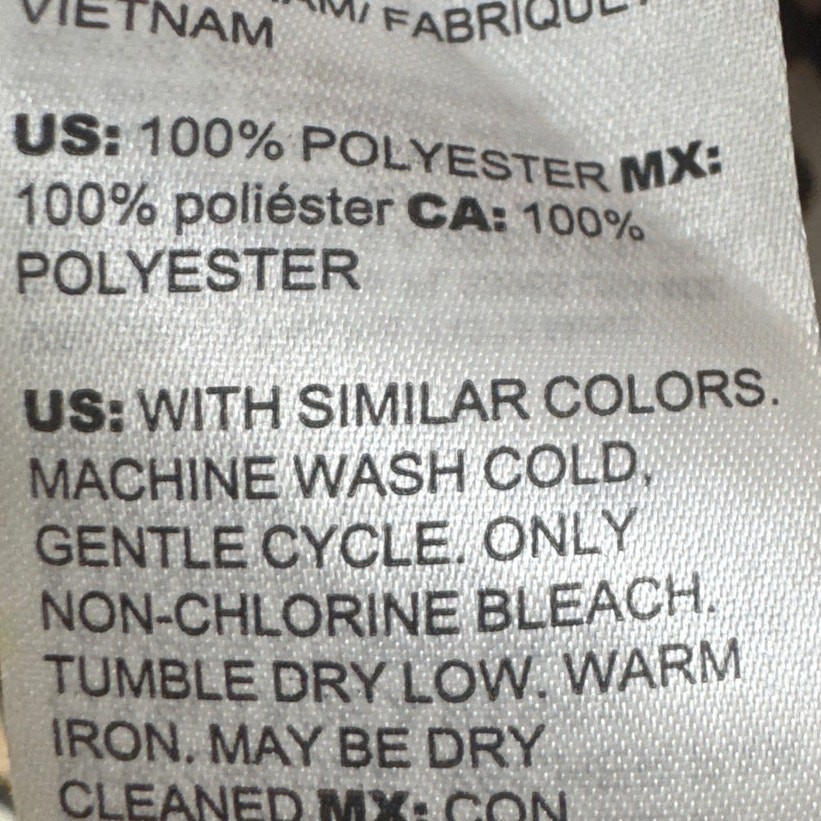 VIETNAM
FABRIQU
US: 100% POLYESTER MX:
100% poliéster CA: 100%
POLYESTER
US: WITH SIMILAR COLORS.
MACHINE WASH COLD,
GENTLE CYCLE. ONLY
NON-CHLORINE BLEACH.
TUMBLE DRY LOW. WARM
IRON. MAY BE DRY
CLEANED MX: CON